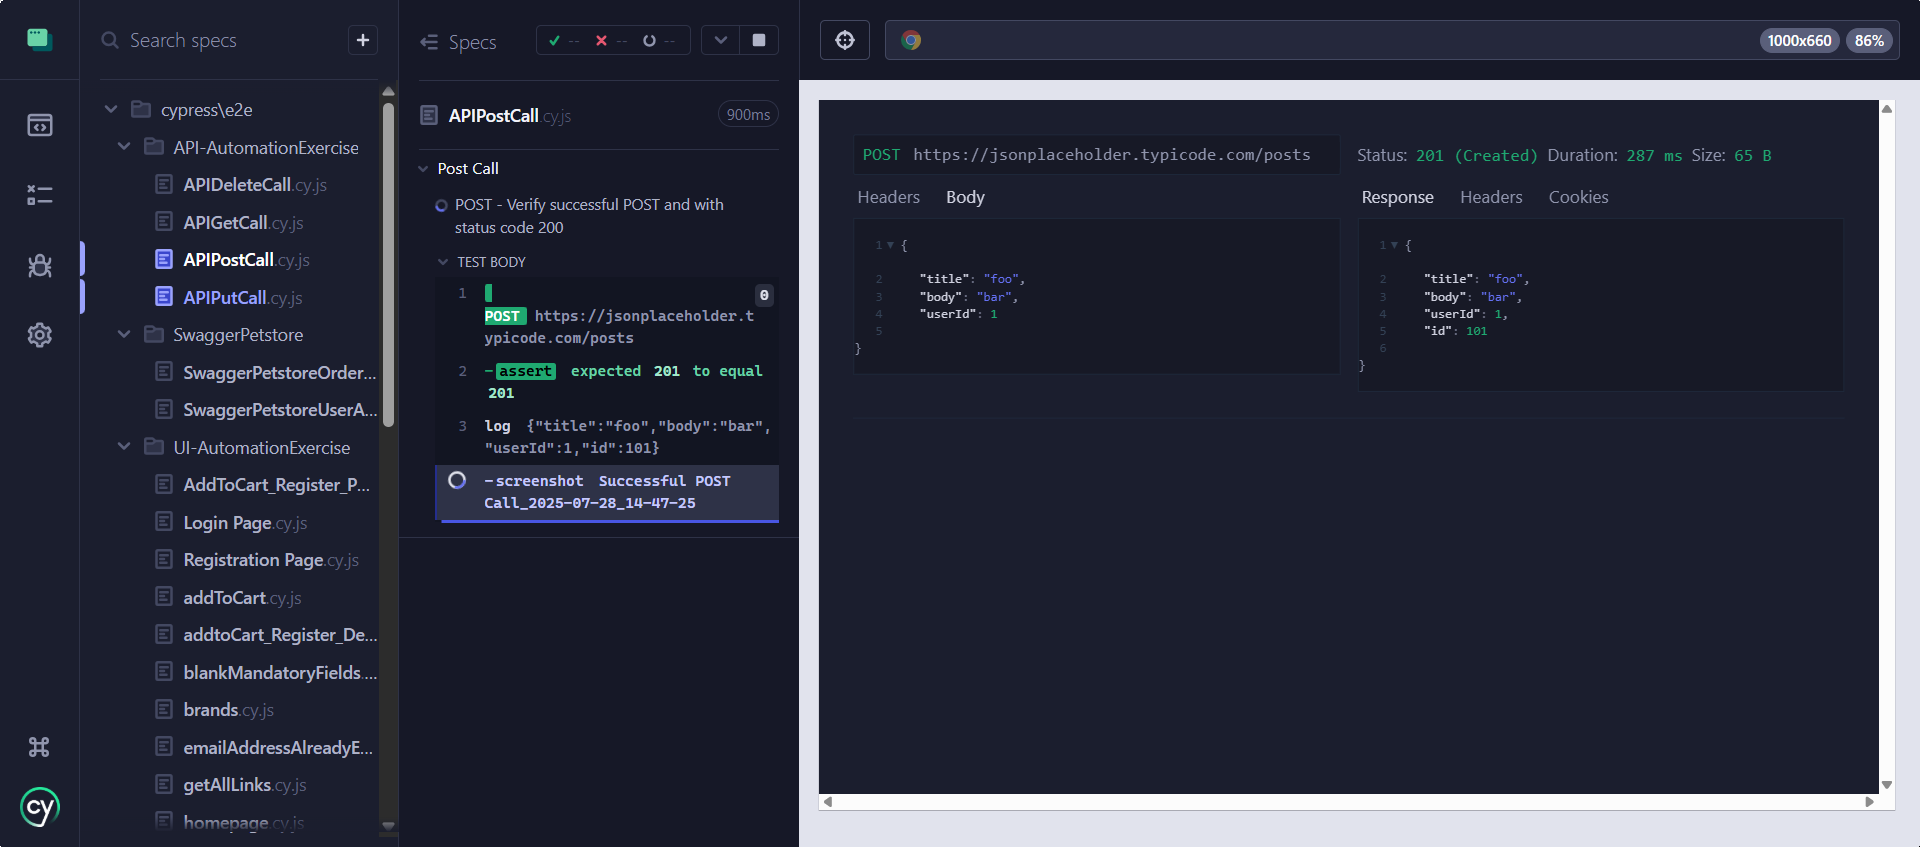 Search specs
cypress\e2e
API-AutomationExercise
APIDeleteCall.cy.js
APIGetCall.cy.js
APIPostCall.cy.js
APIPutCall.cy.js
SwaggerPetstore
SwaggerPetstoreOrder...
SwaggerPetstoreUserA...
UI-AutomationExercise
AddToCart_Register_P...
Login Page.cy.js
Registration Page.cy.js
addToCart.cy.js
addtoCart_Register_De...
blankMandatoryFields....
brands.cy.js
emailAddressAlreadyE...
getAllLinks.cy.js
homepage.cy.js
cy
Specs
-- -- --
APIPostCall.cy.js 900ms
Post Call
POST - Verify successful POST and with
status code 200
TEST BODY
1 0
POST https://jsonplaceholder.t
ypicode.com/posts
2 -assert expected 201 to equal
201
3 log {"title":"foo","body":"bar",
"userId":1,"id":101}
-screenshot Successful POST
Call_2025-07-28_14-47-25
1000x660 86%
POST https://jsonplaceholder.typicode.com/posts
Headers Body
1 {
2 "title": "foo",
3 "body": "bar",
4 "userId": 1
5
}
Status: 201 (Created) Duration: 287 ms Size: 65 B
Response Headers Cookies
1 {
2 "title": "foo",
3 "body": "bar",
4 "userId": 1,
5 "id": 101
6
}